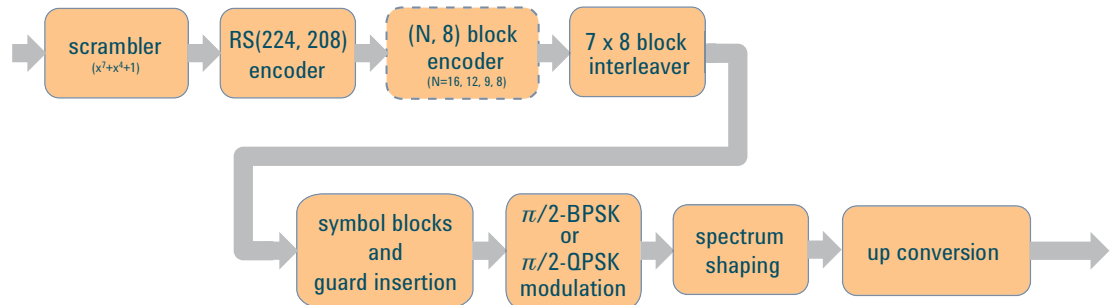 scrambler
(x⁷+x⁴+1)
RS(224, 208)
encoder
(N, 8) block
encoder
(N=16, 12, 9, 8)
7 x 8 block
interleaver
symbol blocks
and
guard insertion
π/2-BPSK
or
π/2-QPSK
modulation
spectrum
shaping
up conversion